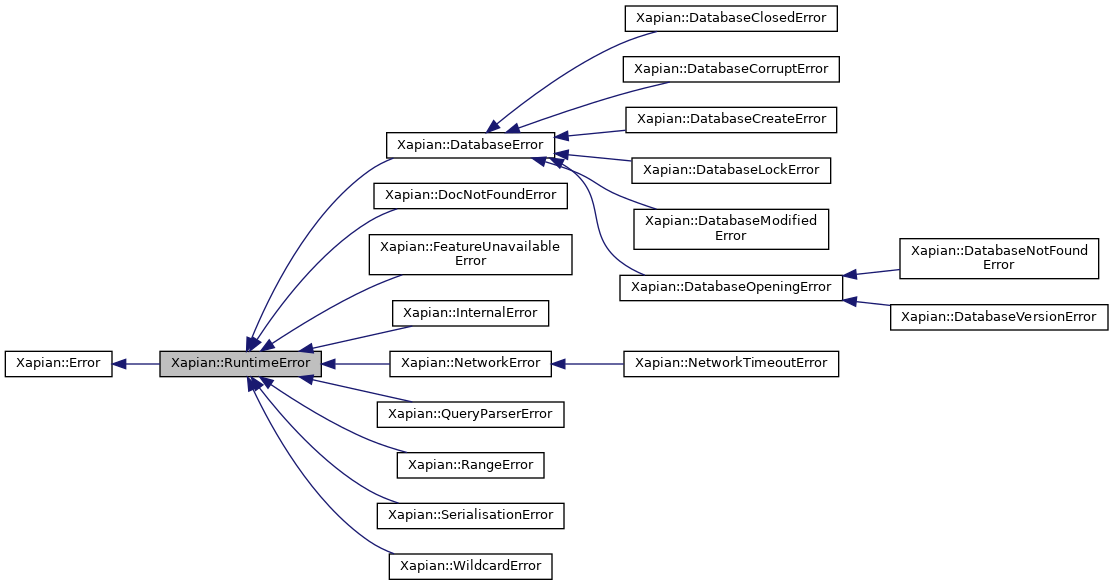 Xapian::DatabaseClosedError
Xapian::DatabaseCorruptError
Xapian::DatabaseCreateError
Xapian::DatabaseError
Xapian::DatabaseLockError
Xapian::DocNotFoundError
Xapian::DatabaseModified
Error
Xapian::FeatureUnavailable
Error
Xapian::DatabaseNotFound
Error
Xapian::DatabaseOpeningError
Xapian::InternalError
Xapian::DatabaseVersionError
Xapian::Error
Xapian::RuntimeError
Xapian::NetworkError
Xapian::NetworkTimeoutError
Xapian::QueryParserError
Xapian::RangeError
Xapian::SerialisationError
Xapian::WildcardError